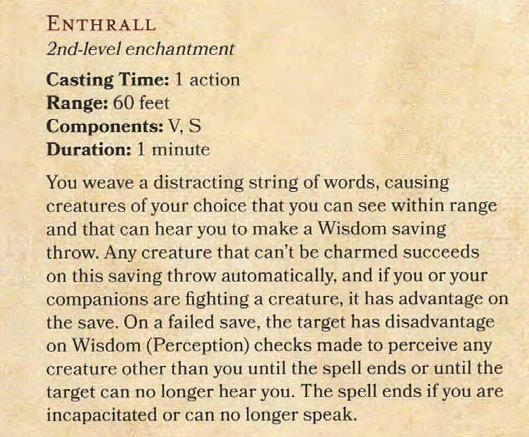 ENTHRALL
2nd-level enchantment
Casting Time: 1 action
Range: 60 feet
Components: V, S
Duration: 1 minute
You weave a distracting string of words, causing
creatures of your choice that you can see within range
and that can hear you to make a Wisdom saving
throw. Any creature that can't be charmed succeeds
on this saving throw automatically, and if you or your
companions are fighting a creature, it has advantage on
the save. On a failed save, the target has disadvantage
on Wisdom (Perception) checks made to perceive any
creature other than you until the spell ends or until the
target can no longer hear you. The spell ends if you are
incapacitated or can no longer speak.